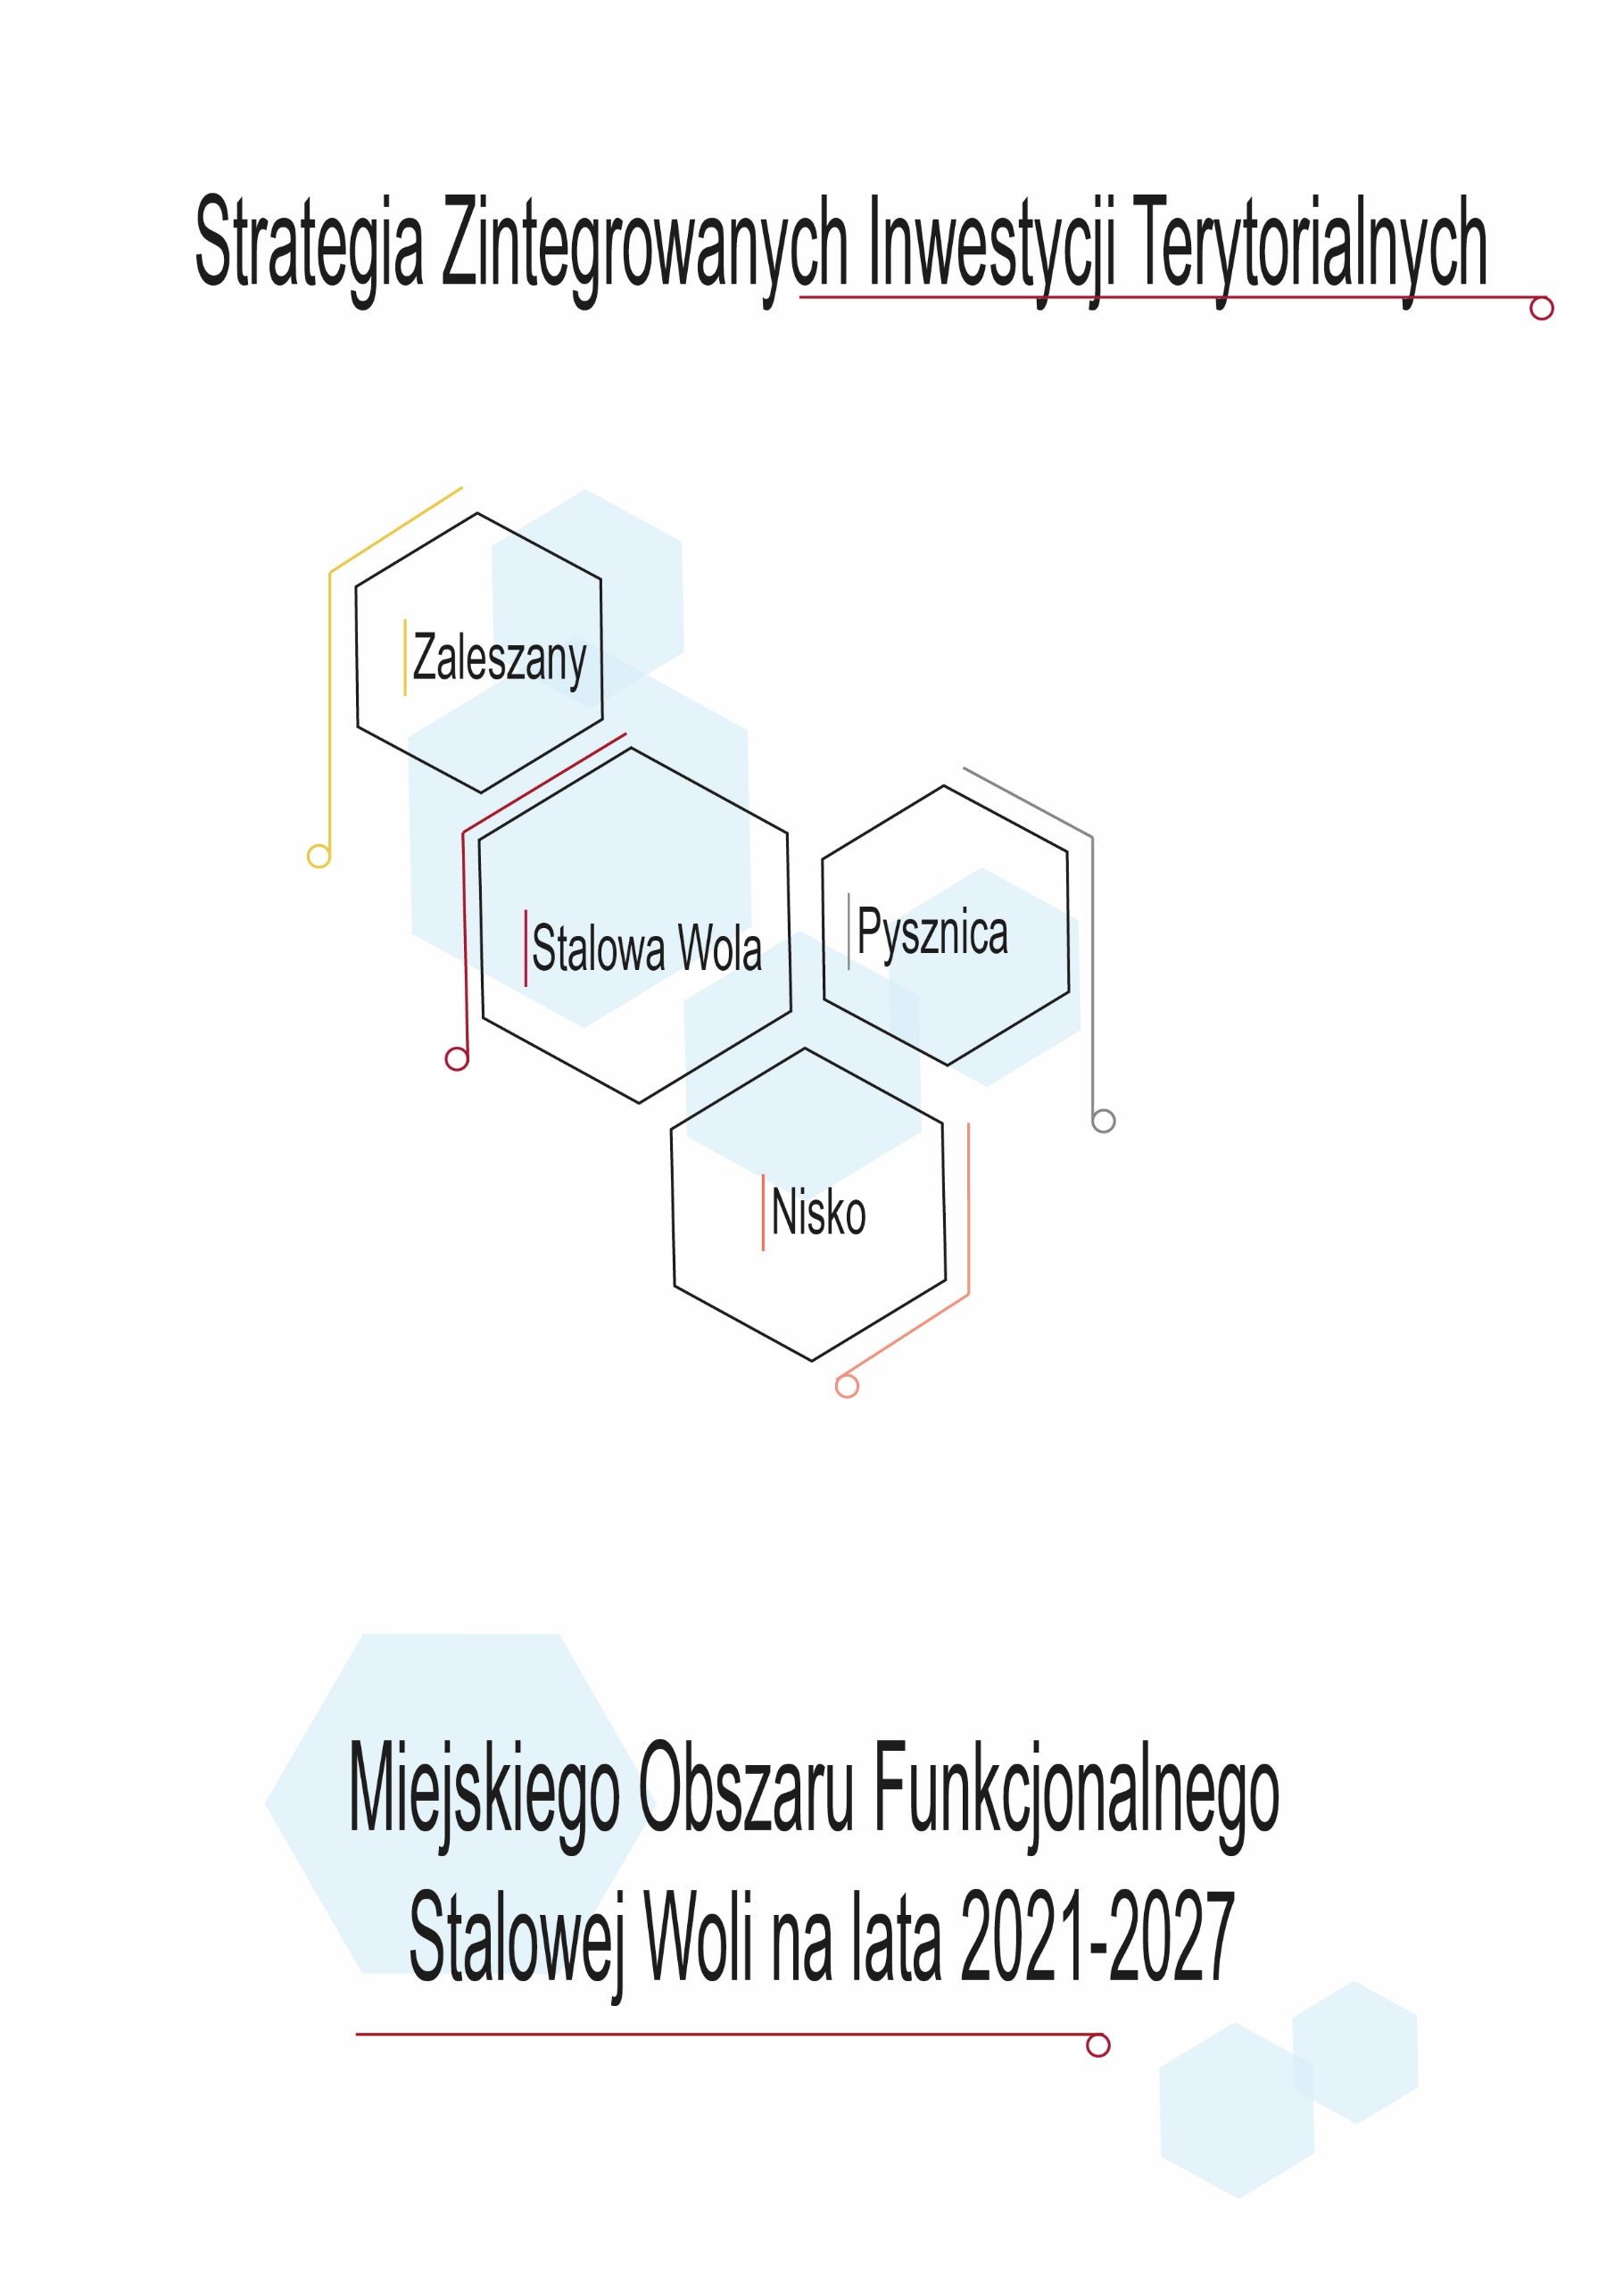 Strategia Zintegrowanych Inwestycji Terytorialnych
Zaleszany
Stalowa Wola
Pysznica
Nisko
Miejskiego Obszaru Funkcjonalnego
Stalowej Woli na lata 2021-2027